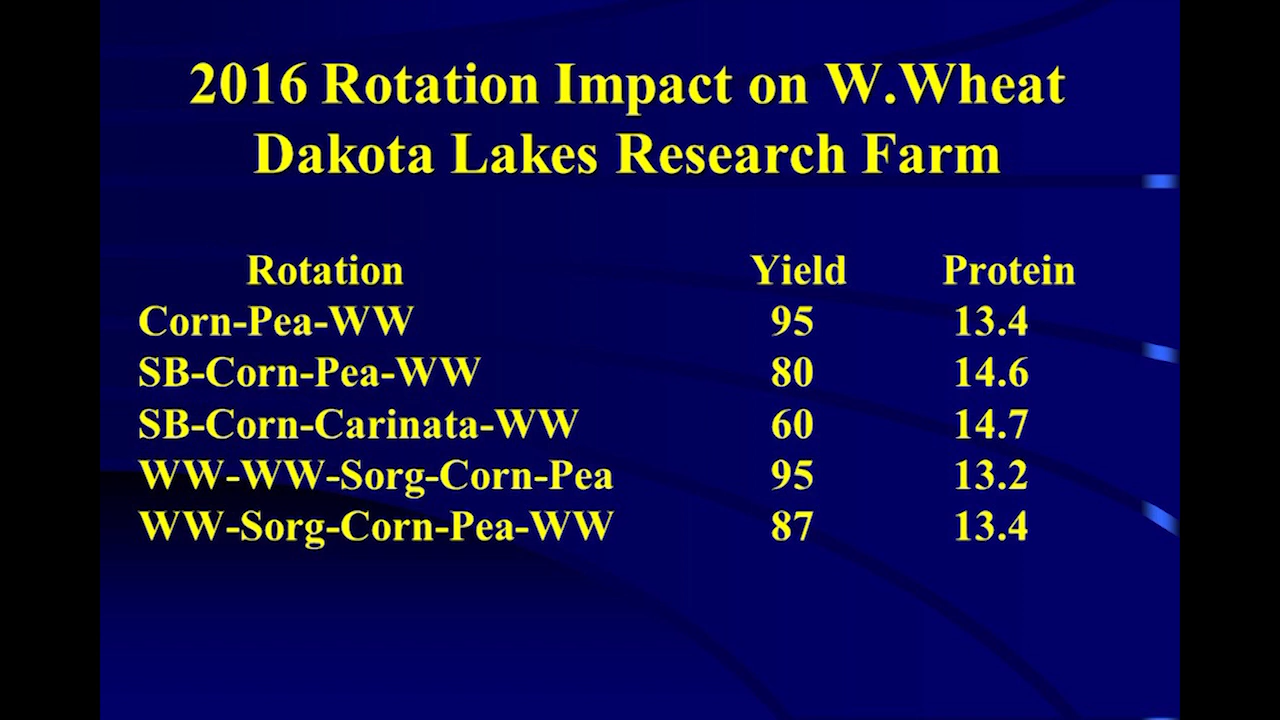 2016 Rotation Impact on W.Wheat
Dakota Lakes Research Farm
Rotation Yield Protein
Corn-Pea-WW 95 13.4
SB-Corn-Pea-WW 80 14.6
SB-Corn-Carinata-WW 60 14.7
WW-WW-Sorg-Corn-Pea 95 13.2
WW-Sorg-Corn-Pea-WW 87 13.4